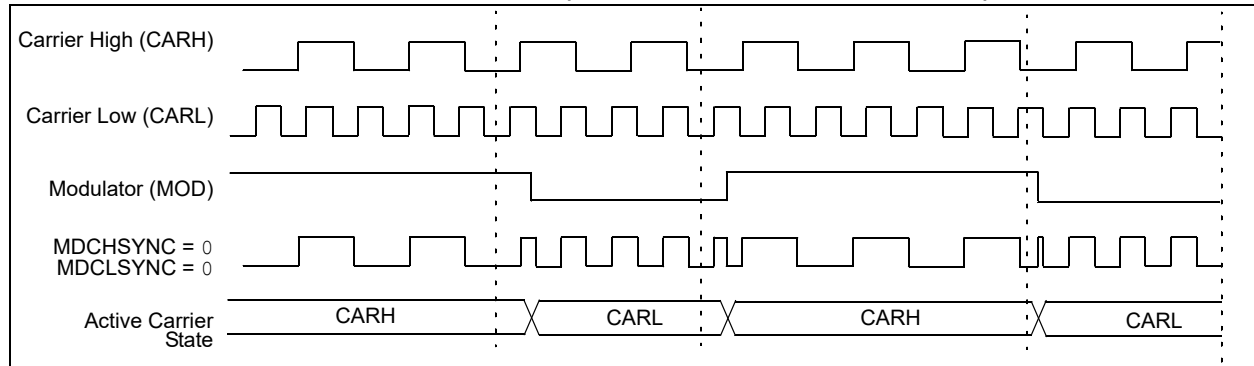 Carrier High (CARH)
Carrier Low (CARL)
Modulator (MOD)
MDCHSYNC = 0
MDCLSYNC = 0
Active Carrier
State
CARH
CARL
CARH
CARL